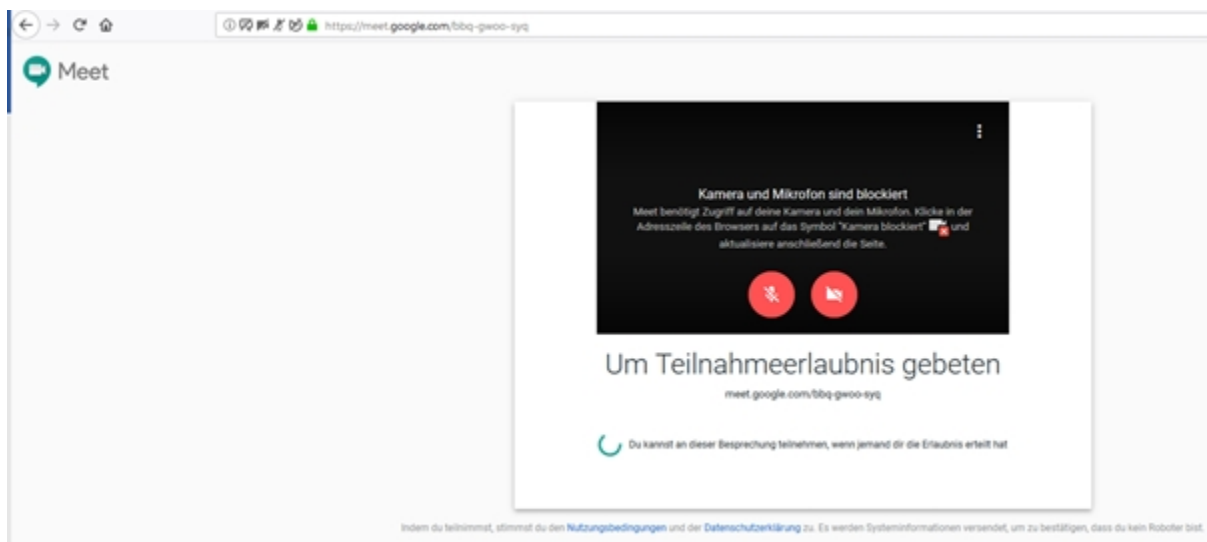 https://meet.google.com/bbq-gwoo-syq
Meet
Kamera und Mikrofon sind blockiert
Meet benötigt Zugriff auf deine Kamera und dein Mikrofon. Klicke in der
Adresszeile des Browsers auf das Symbol "Kamera blockiert" und
aktualisiere anschließend die Seite.
Um Teilnahmeerlaubnis gebeten
meet.google.com/bbq-gwoo-syq
Du kannst an dieser Besprechung teilnehmen, wenn jemand dir die Erlaubnis erteilt hat
Indem du teilnimmst, stimmst du den Nutzungsbedingungen und der Datenschutzerklärung zu. Es werden Systeminformationen versendet, um zu bestätigen, dass du kein Roboter bist.